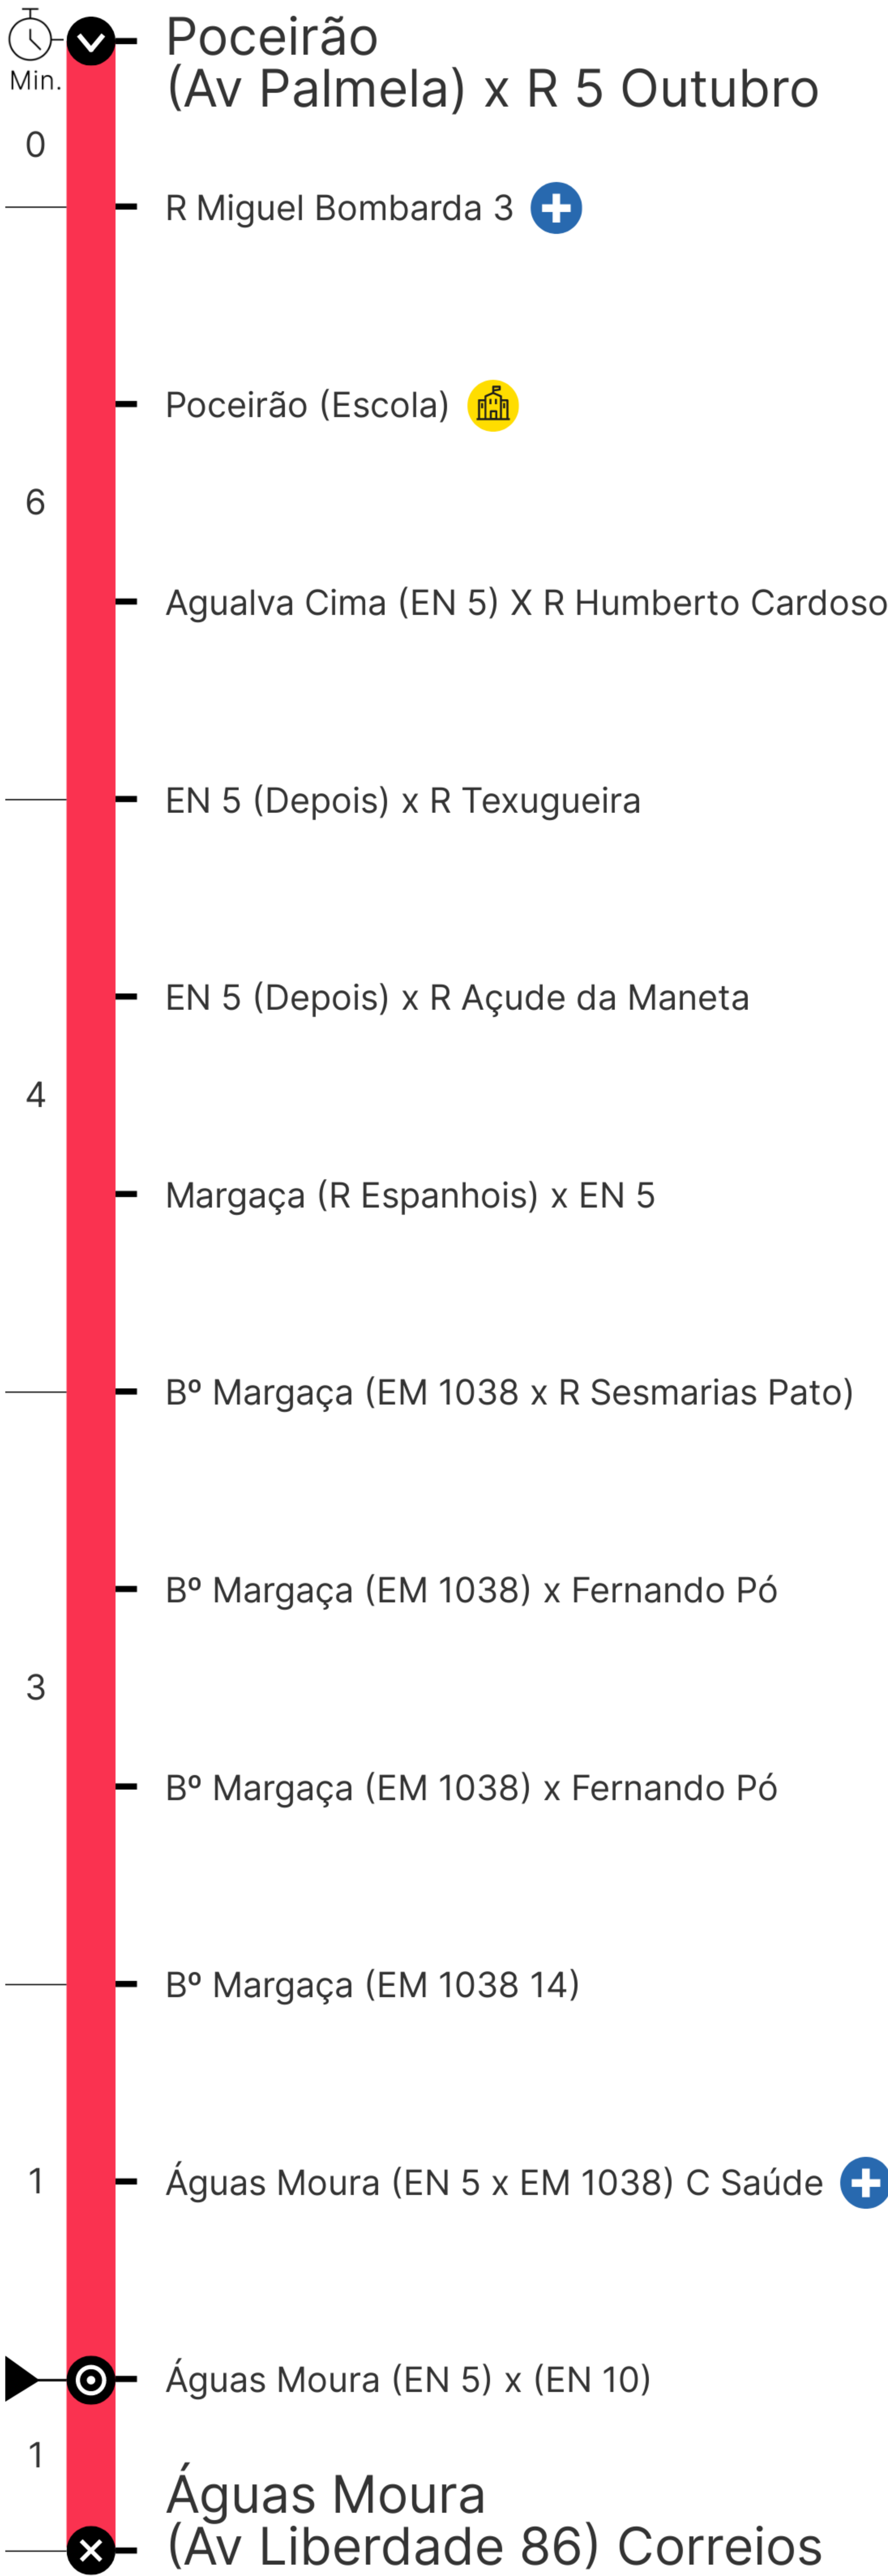 Poceirão
(Av Palmela) x R 5 Outubro
Min.
0
R Miguel Bombarda 3
Poceirão (Escola)
6
Agualva Cima (EN 5) X R Humberto Cardoso
EN 5 (Depois) x R Texugueira
EN 5 (Depois) x R Açude da Maneta
4
Margaça (R Espanhois) x EN 5
Bº Margaça (EM 1038 x R Sesmarias Pato)
Bº Margaça (EM 1038) x Fernando Pó
3
Bº Margaça (EM 1038) x Fernando Pó
Bº Margaça (EM 1038 14)
1
Águas Moura (EN 5 x EM 1038) C Saúde
Águas Moura (EN 5) x (EN 10)
1
Águas Moura
(Av Liberdade 86) Correios